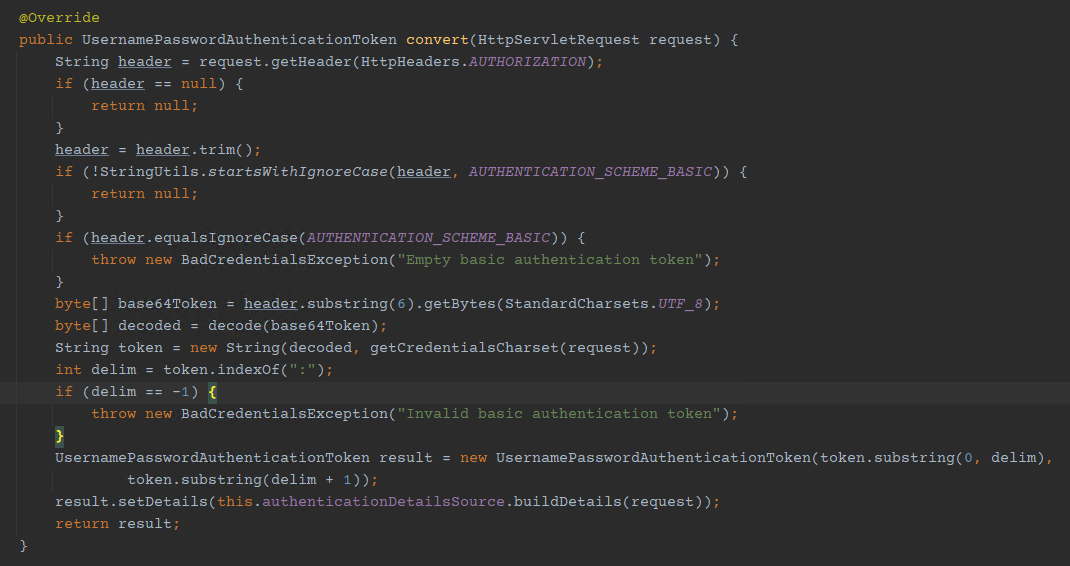 @Override
public UsernamePasswordAuthenticationToken convert(HttpServletRequest request) {
    String header = request.getHeader(HttpHeaders.AUTHORIZATION);
    if (header == null) {
        return null;
    }
    header = header.trim();
    if (!StringUtils.startsWithIgnoreCase(header, AUTHENTICATION_SCHEME_BASIC)) {
        return null;
    }
    if (header.equalsIgnoreCase(AUTHENTICATION_SCHEME_BASIC)) {
        throw new BadCredentialsException("Empty basic authentication token");
    }
    byte[] base64Token = header.substring(6).getBytes(StandardCharsets.UTF_8);
    byte[] decoded = decode(base64Token);
    String token = new String(decoded, getCredentialsCharset(request));
    int delim = token.indexOf(":");
    if (delim == -1) {
        throw new BadCredentialsException("Invalid basic authentication token");
    }
    UsernamePasswordAuthenticationToken result = new UsernamePasswordAuthenticationToken(token.substring(0, delim),
            token.substring(delim + 1));
    result.setDetails(this.authenticationDetailsSource.buildDetails(request));
    return result;
}